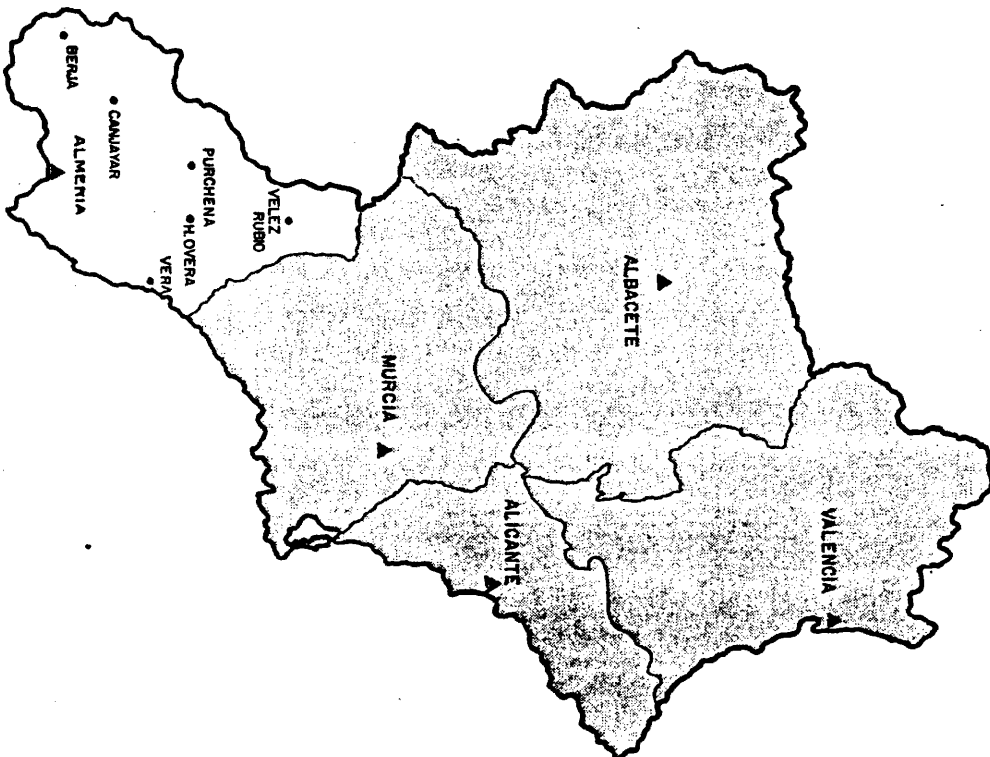 VALENCIA
ALBACETE
ALICANTE
MURCIA
VELEZ
RUBIO
PURCHENA
H.OVERA
VERA
CANJAYAR
ALMERIA
BERJA